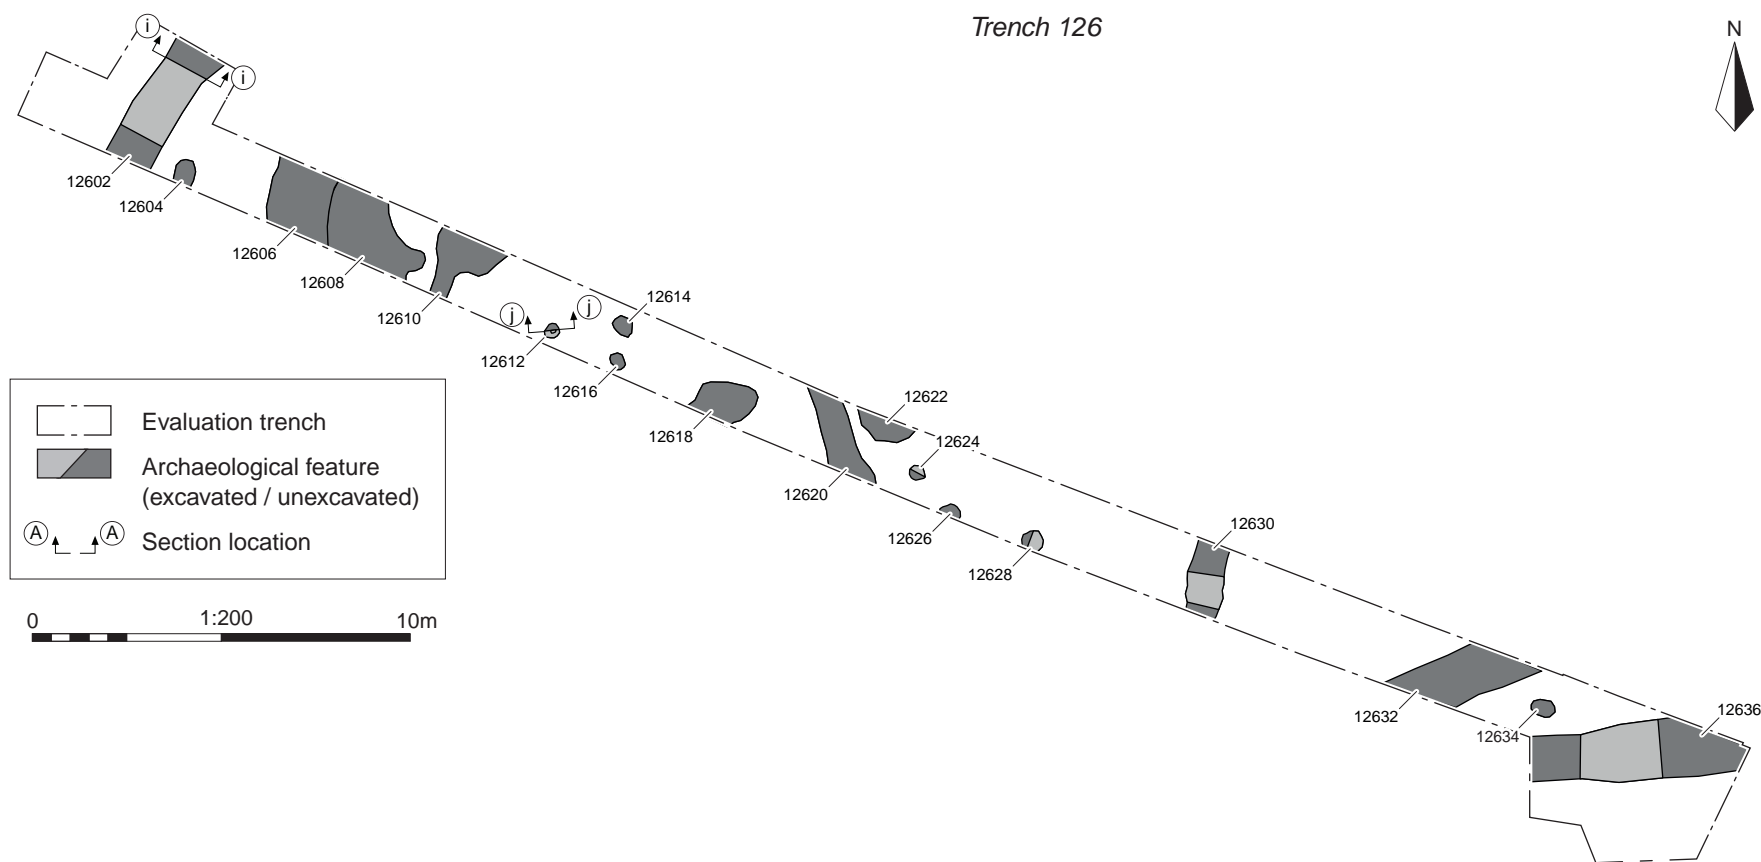 Trench 126
N
i
i
12602
12604
12606
12608
12610
j
j
12612
12614
12616
12618
12620
12622
12624
12626
12628
12630
12632
12634
12636
Evaluation trench
Archaeological feature
(excavated / unexcavated)
A A Section location
0 1:200 10m